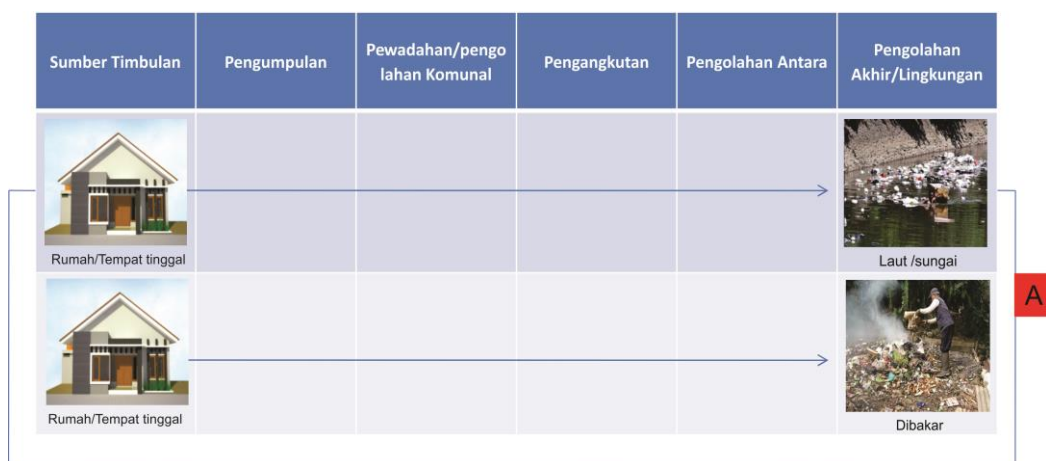 Sumber Timbulan
Pengumpulan
Pewadahan/pengo
lahan Komunal
Pengangkutan
Pengolahan Antara
Pengolahan
Akhir/Lingkungan
Rumah/Tempat tinggal
Laut /sungai
A
Rumah/Tempat tinggal
Dibakar